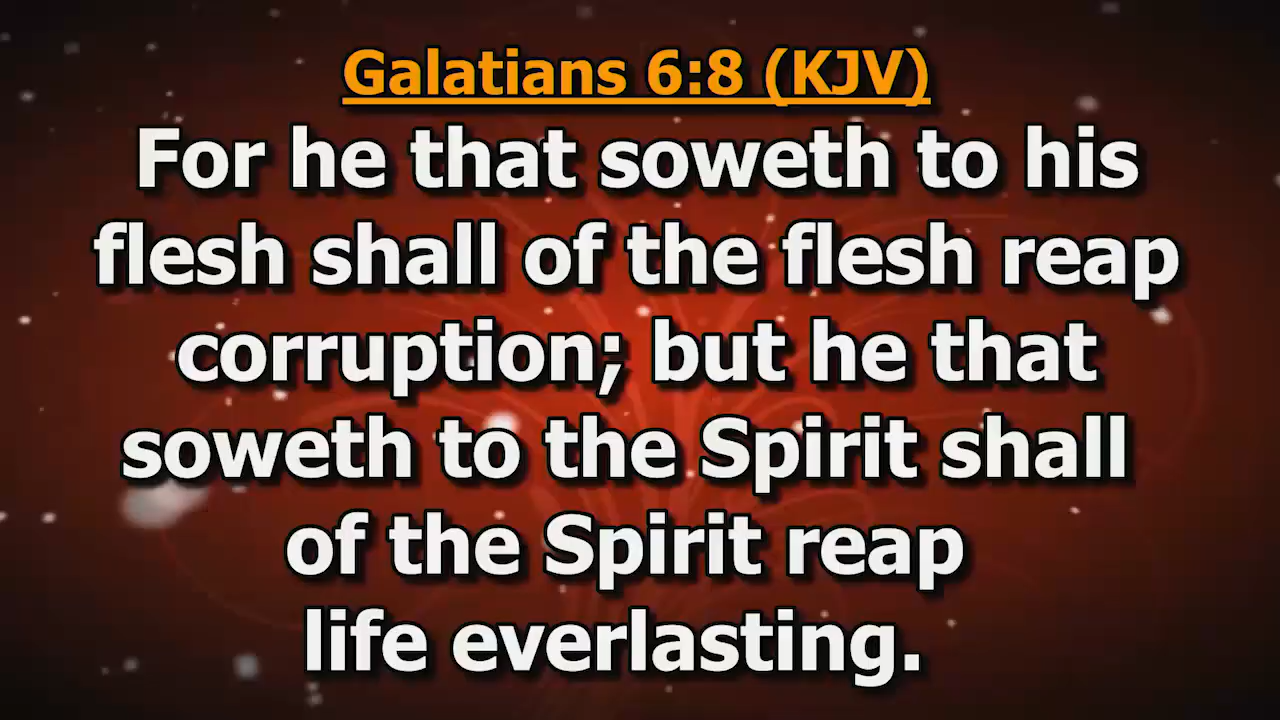 Galatians 6:8 (KJV)
For he that soweth to his
flesh shall of the flesh reap
corruption; but he that
soweth to the Spirit shall
of the Spirit reap
life everlasting.